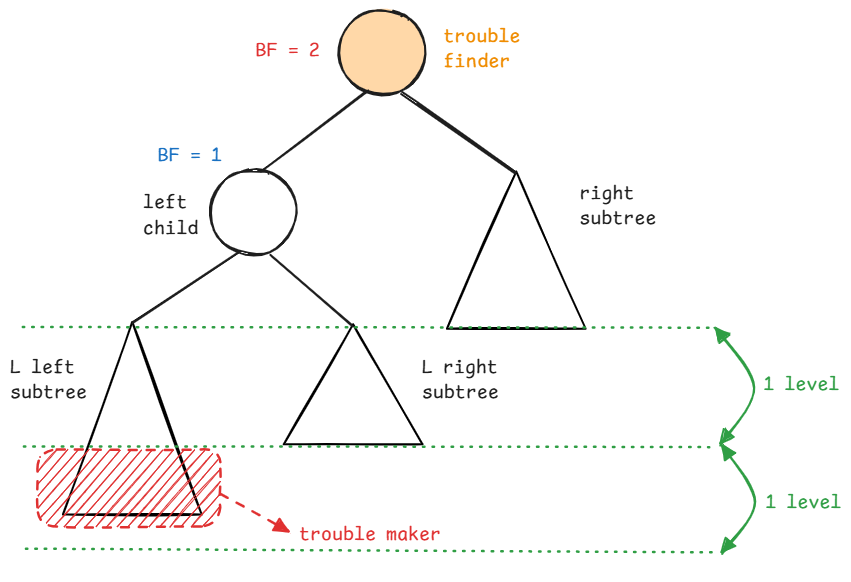 trouble
finder
BF = 2
BF = 1
left
child
right
subtree
L left
subtree
L right
subtree
1 level
1 level
trouble maker